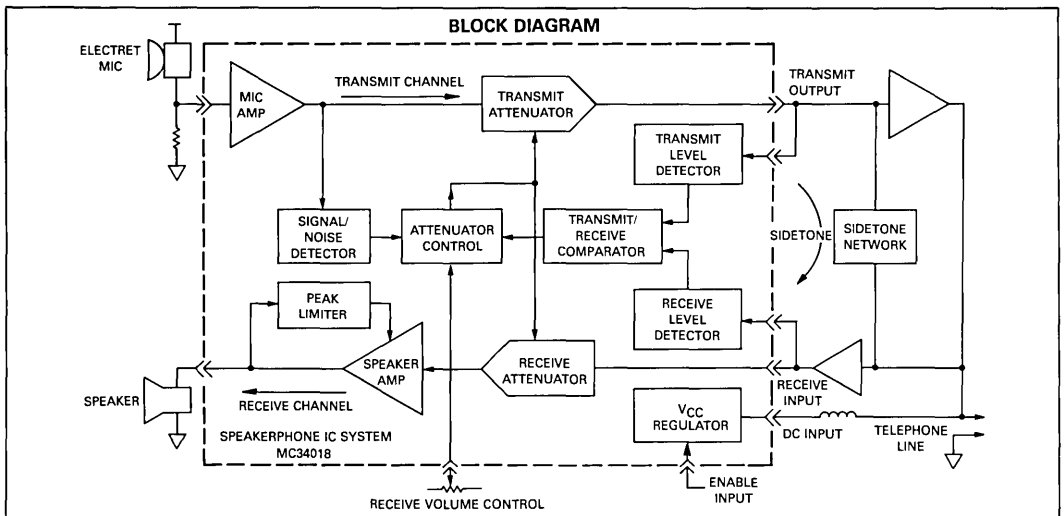 BLOCK DIAGRAM
ELECTRET
MIC
MIC
AMP
TRANSMIT CHANNEL
TRANSMIT
ATTENUATOR
TRANSMIT
OUTPUT
TRANSMIT
LEVEL
DETECTOR
SIGNAL/
NOISE
DETECTOR
ATTENUATOR
CONTROL
TRANSMIT/
RECEIVE
COMPARATOR
SIDETONE
SIDETONE
NETWORK
PEAK
LIMITER
RECEIVE
LEVEL
DETECTOR
SPEAKER
SPEAKER
AMP
RECEIVE
ATTENUATOR
RECEIVE
INPUT
RECEIVE CHANNEL
SPEAKERPHONE IC SYSTEM
MC34018
VCC
REGULATOR
DC INPUT
TELEPHONE
LINE
ENABLE
INPUT
RECEIVE VOLUME CONTROL